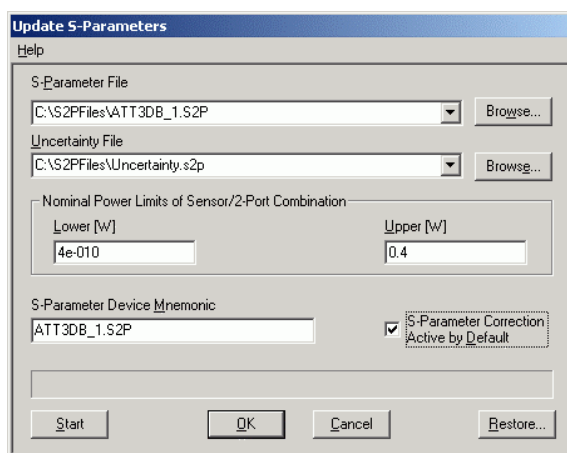 Update S-Parameters
Help
S-Parameter File
C:\S2PFiles\ATT3DB_1.S2P
Browse...
Uncertainty File
C:\S2PFiles\Uncertainty.s2p
Browse...
Nominal Power Limits of Sensor/2-Port Combination
Lower [W]
Upper [W]
4e-010
0.4
S-Parameter Device Mnemonic
ATT3DB_1.S2P
S-Parameter Correction
Active by Default
Start
OK
Cancel
Restore...